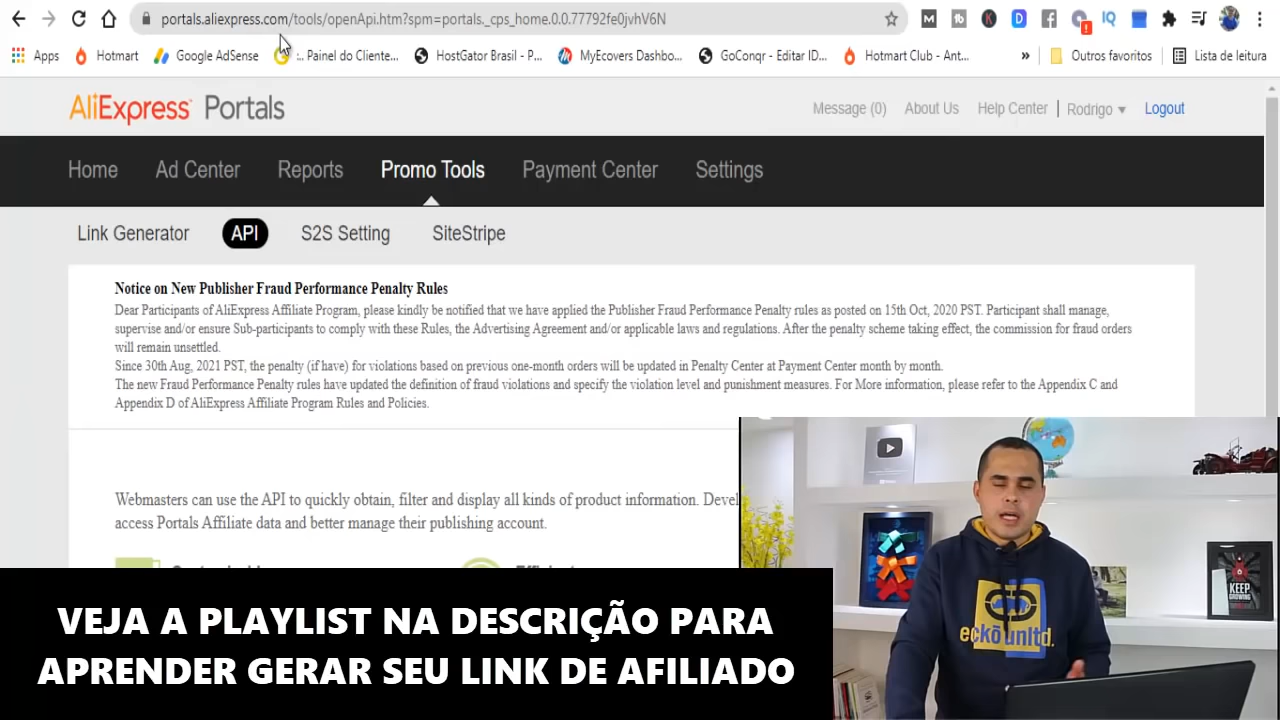 portals.aliexpress.com/tools/openApi.htm?spm=portals._cps_home.0.0.77792fe0jvhV6N
Apps Hotmart Google AdSense :.. Painel do Cliente... HostGator Brasil - P... MyEcovers Dashbo... GoConqr - Editar ID... Hotmart Club - Ant... » Outros favoritos Lista de leitura
AliExpress Portals Message (0) About Us Help Center | Rodrigo Logout
Home Ad Center Reports Promo Tools Payment Center Settings
Link Generator API S2S Setting SiteStripe
Notice on New Publisher Fraud Performance Penalty Rules
Dear Participants of AliExpress Affiliate Program, please kindly be notified that we have applied the Publisher Fraud Performance Penalty rules as posted on 15th Oct, 2020 PST. Participant shall manage,
supervise and/or ensure Sub-participants to comply with these Rules, the Advertising Agreement and/or applicable laws and regulations. After the penalty scheme taking effect, the commission for fraud orders
will remain unsettled.
Since 30th Aug, 2021 PST, the penalty (if have) for violations based on previous one-month orders will be updated in Penalty Center at Payment Center month by month.
The new Fraud Performance Penalty rules have updated the definition of fraud violations and specify the violation level and punishment measures. For More information, please refer to the Appendix C and
Appendix D of AliExpress Affiliate Program Rules and Policies.
Webmasters can use the API to quickly obtain, filter and display all kinds of product information. Devel
access Portals Affiliate data and better manage their publishing account.
KEEP
GROWING
eckō unltd.
VEJA A PLAYLIST NA DESCRIÇÃO PARA
APRENDER GERAR SEU LINK DE AFILIADO